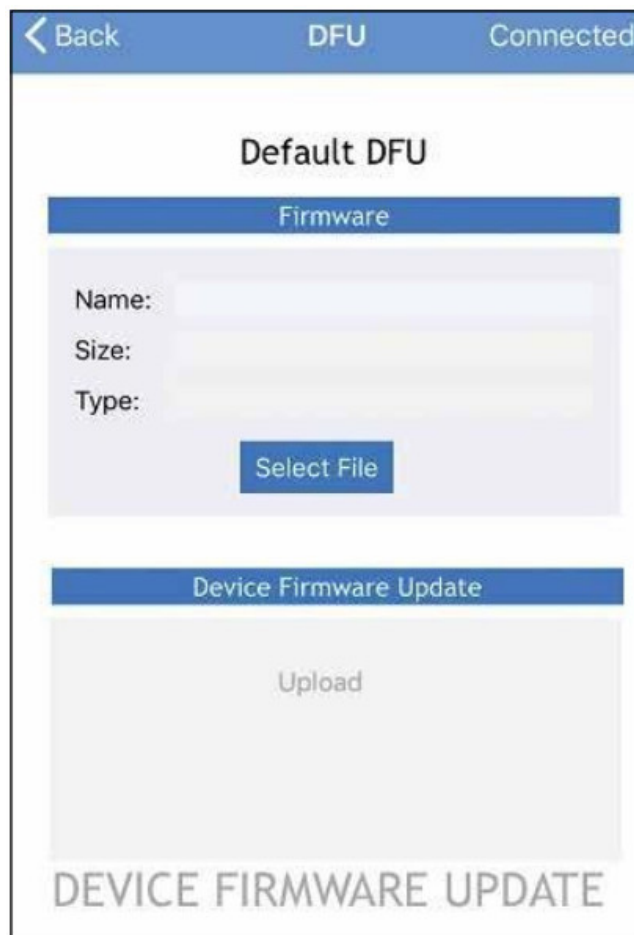 Back DFU Connected
Default DFU
Firmware
Name:
Size:
Type:
Select File
Device Firmware Update
Upload
DEVICE FIRMWARE UPDATE